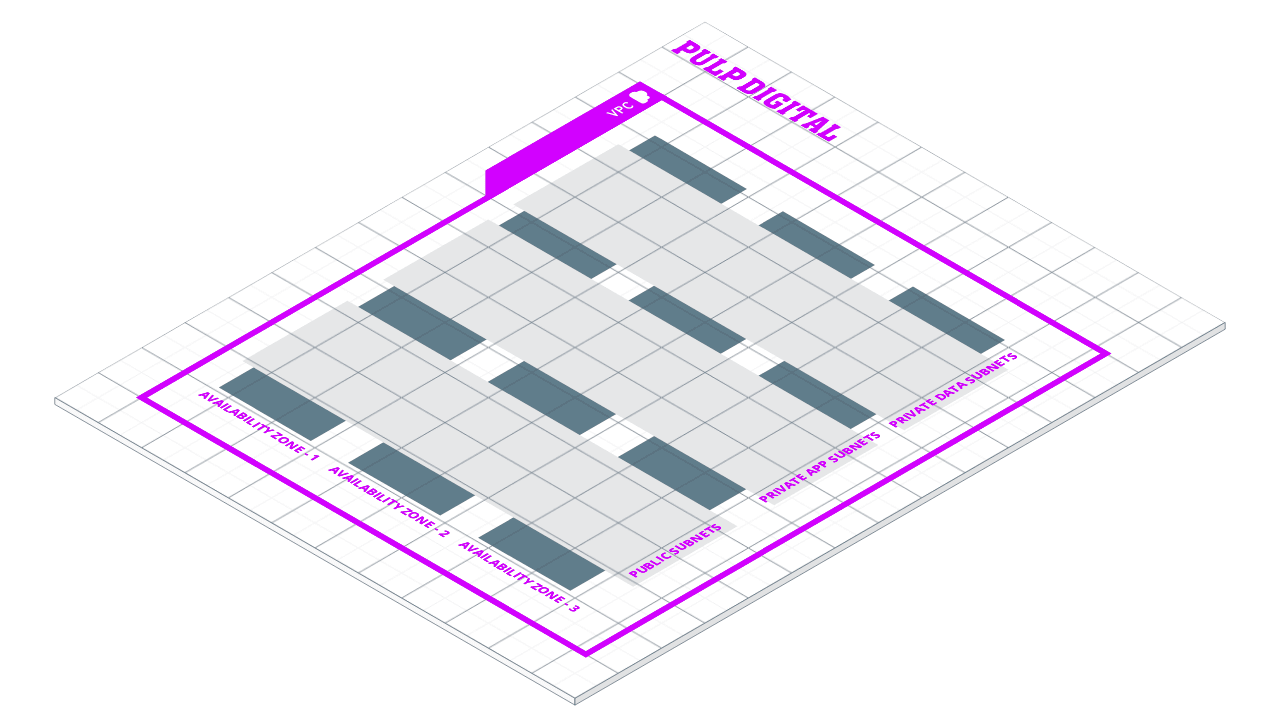 PULP DIGITAL
VPC
AVAILABILITY ZONE - 1
AVAILABILITY ZONE - 2
AVAILABILITY ZONE - 3
PUBLIC SUBNETS
PRIVATE APP SUBNETS
PRIVATE DATA SUBNETS